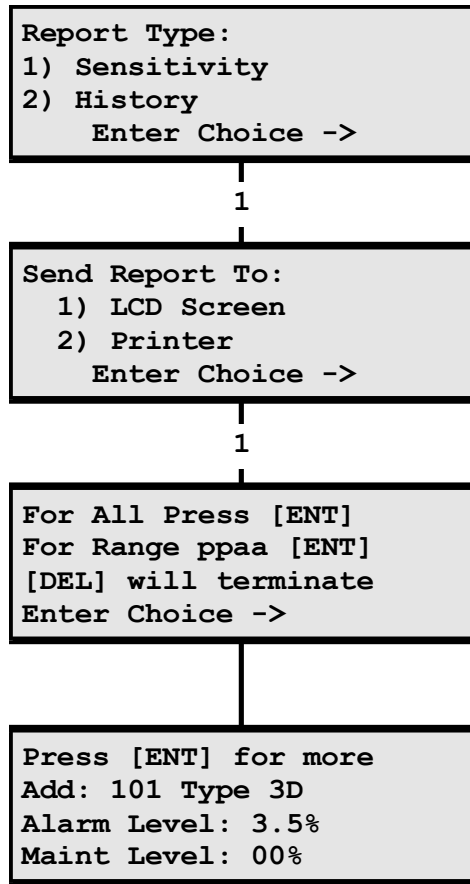 Report Type:
1) Sensitivity
2) History
Enter Choice ->
1
Send Report To:
1) LCD Screen
2) Printer
Enter Choice ->
1
For All Press [ENT]
For Range ppaa [ENT]
[DEL] will terminate
Enter Choice ->
Press [ENT] for more
Add: 101 Type 3D
Alarm Level: 3.5%
Maint Level: 00%